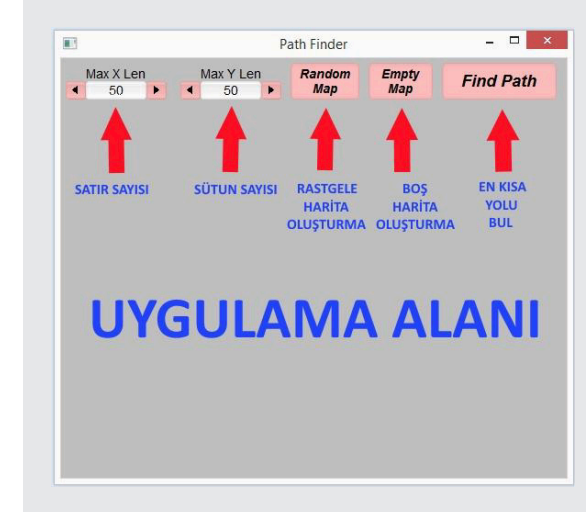 Path Finder
Max X Len
50
Max Y Len
50
Random
Map
Empty
Map
Find Path
SATIR SAYISI
SÜTUN SAYISI
RASTGELE
HARİTA
OLUŞTURMA
BOŞ
HARİTA
OLUŞTURMA
EN KISA
YOLU
BUL
UYGULAMA ALANI